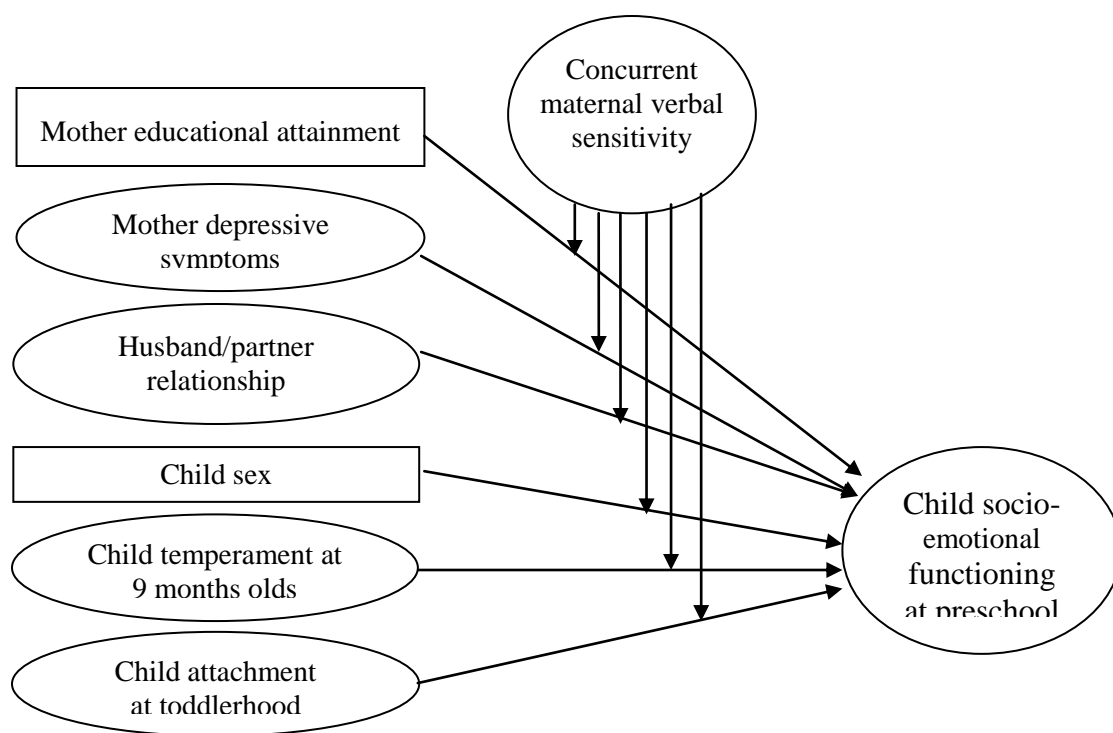 Concurrent
maternal verbal
sensitivity
Mother educational attainment
Mother depressive
symptoms
Husband/partner
relationship
Child sex
Child temperament at
9 months olds
Child attachment
at toddlerhood
Child socio-
emotional
functioning
at preschool